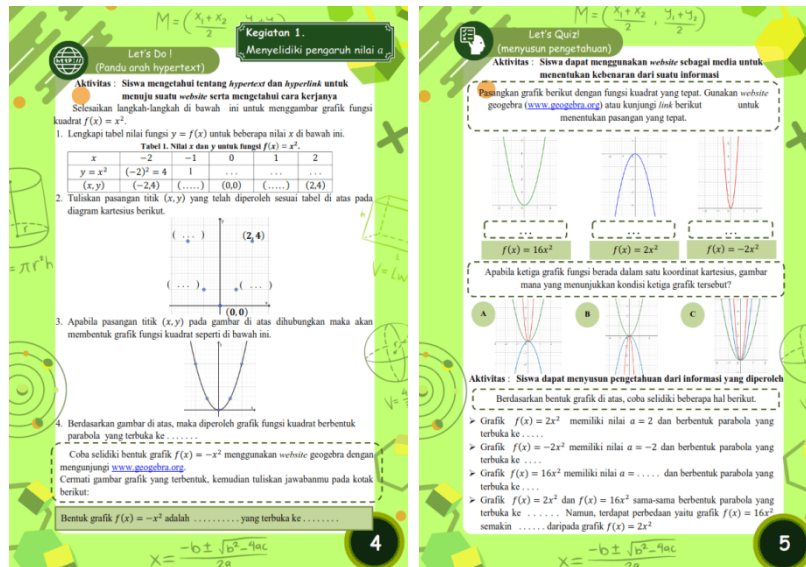 M = ( x₁ + x₂ / 2 , y₁ + y₂ / 2 )
Kegiatan 1.
Menyelidiki pengaruh nilai a
http://
Let's Do !
(Pandu arah hypertext)
Aktivitas : Siswa mengetahui tentang hypertext dan hyperlink untuk
menuju suatu website serta mengetahui cara kerjanya
Selesaikan langkah-langkah di bawah ini untuk menggambar grafik fungsi
kuadrat f(x) = x².
1. Lengkapi tabel nilai fungsi y = f(x) untuk beberapa nilai x di bawah ini.
Tabel 1. Nilai x dan y untuk fungsi f(x) = x².
x −2 −1 0 1 2
y = x² (−2)² = 4 1 ... ... ...
(x, y) (−2,4) (.....) (0,0) (.....) (2,4)
2. Tuliskan pasangan titik (x, y) yang telah diperoleh sesuai tabel di atas pada
diagram kartesius berikut.
( ... ) (2, 4)
( ... ) ( ... )
(0, 0)
3. Apabila pasangan titik (x, y) pada gambar di atas dihubungkan maka akan
membentuk grafik fungsi kuadrat seperti di bawah ini.
4. Berdasarkan gambar di atas, maka diperoleh grafik fungsi kuadrat berbentuk
parabola yang terbuka ke . . . . . . .
Coba selidiki bentuk grafik f(x) = −x² menggunakan website geogebra dengan
mengunjungi www.geogebra.org.
Cermati gambar grafik yang terbentuk, kemudian tuliskan jawabanmu pada kotak
berikut:
Bentuk grafik f(x) = −x² adalah . . . . . . . . . . yang terbuka ke . . . . . . . .
4
x = −b ± √b² − 4ac / 2a
M = ( x₁ + x₂ / 2 , y₁ + y₂ / 2 )
Let's Quiz!
(menyusun pengetahuan)
Aktivitas : Siswa dapat menggunakan website sebagai media untuk
menentukan kebenaran dari suatu informasi
Pasangkan grafik berikut dengan fungsi kuadrat yang tepat. Gunakan website
geogebra (www.geogebra.org) atau kunjungi link berikut untuk
menentukan pasangan yang tepat.
... ... ...
f(x) = 16x² f(x) = 2x² f(x) = −2x²
Apabila ketiga grafik fungsi berada dalam satu koordinat kartesius, gambar
mana yang menunjukkan kondisi ketiga grafik tersebut?
A B C
Aktivitas : Siswa dapat menyusun pengetahuan dari informasi yang diperoleh
Berdasarkan bentuk grafik di atas, coba selidiki beberapa hal berikut.
➢ Grafik f(x) = 2x² memiliki nilai a = 2 dan berbentuk parabola yang
terbuka ke . . . . .
➢ Grafik f(x) = −2x² memiliki nilai a = −2 dan berbentuk parabola yang
terbuka ke . . . .
➢ Grafik f(x) = 16x² memiliki nilai a = . . . . . dan berbentuk parabola yang
terbuka ke . . . .
➢ Grafik f(x) = 2x² dan f(x) = 16x² sama-sama berbentuk parabola yang
terbuka ke . . . . . . Namun, terdapat perbedaan yaitu grafik f(x) = 16x²
semakin . . . . . . daripada grafik f(x) = 2x²
5
x = −b ± √b² − 4ac / 2a